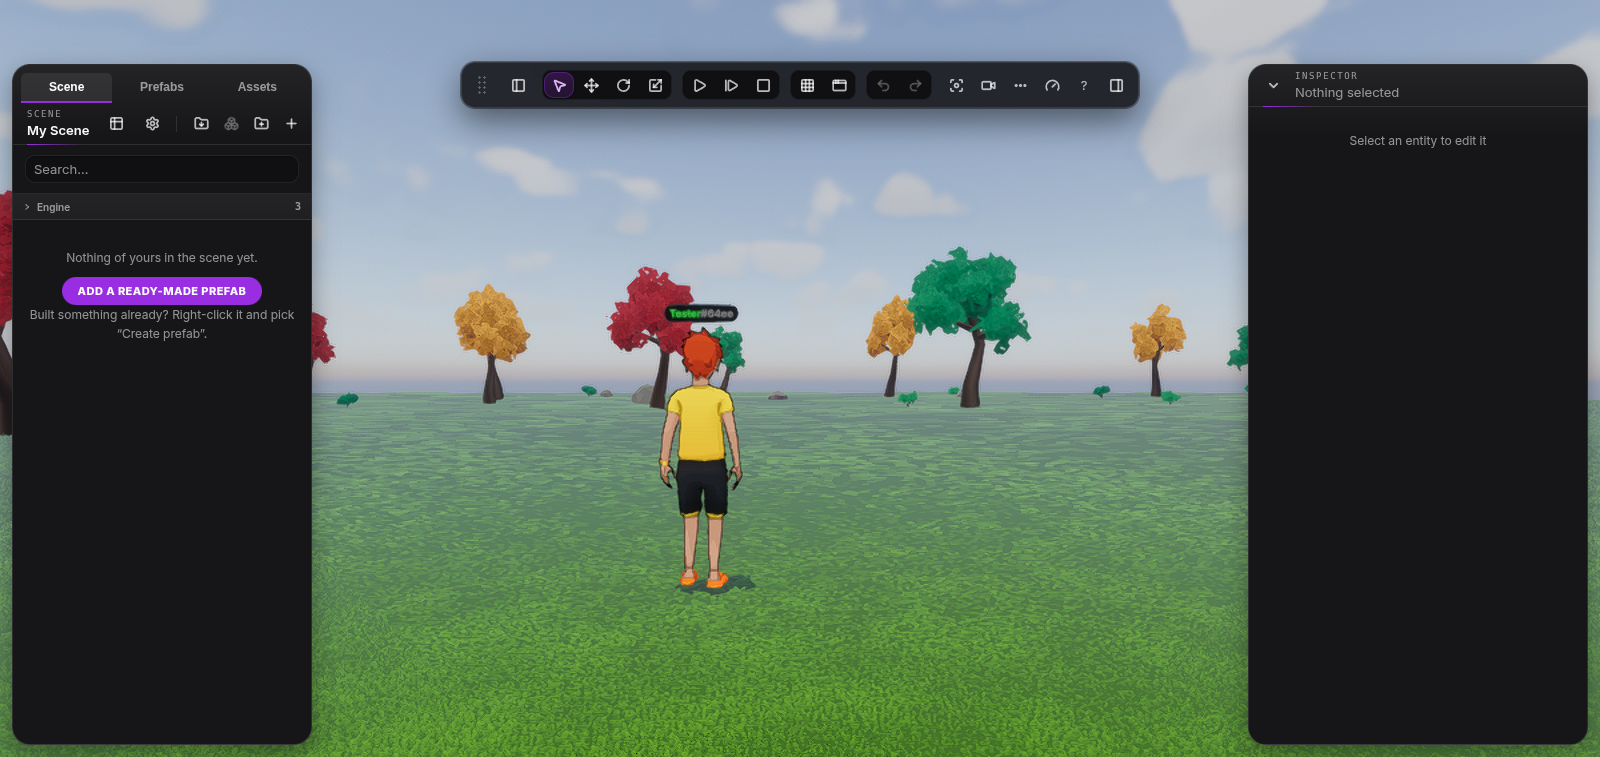 Scene
Prefabs
Assets
SCENE
My Scene
Search...
Engine
3
Nothing of yours in the scene yet.
ADD A READY-MADE PREFAB
Built something already? Right-click it and pick
“Create prefab”.
?
Tester#64ee
INSPECTOR
Nothing selected
Select an entity to edit it